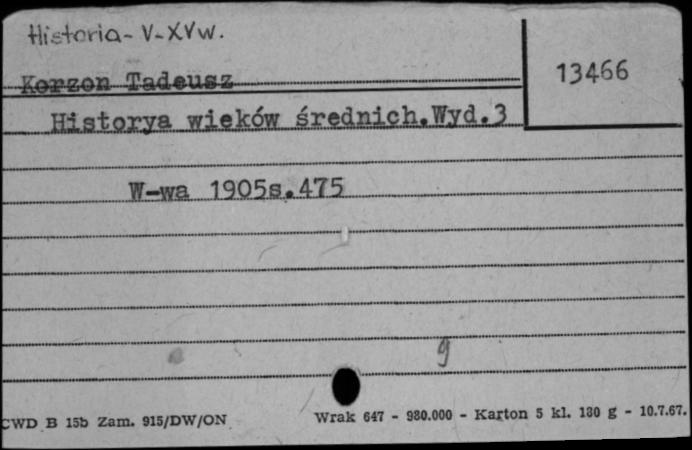 Historia - V-XVw.
13466
Korzon Tadeusz
Historya wieków średnich.Wyd.3
W-wa 1905s.475
g
CWD B 15b Zam. 915/DW/ON Wrak 647 - 980.000 - Karton 5 kl. 180 g - 10.7.67.